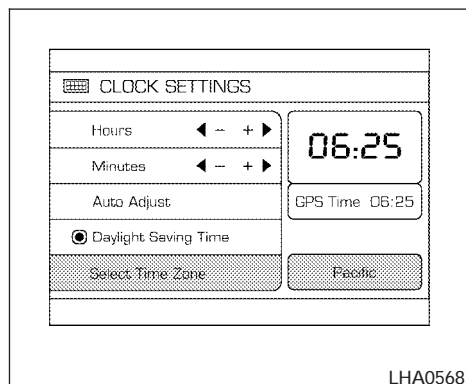 CLOCK SETTINGS
Hours ◀ – + ▶
Minutes ◀ – + ▶
06:25
Auto Adjust
GPS Time 06:25
Daylight Saving Time
Select Time Zone
Pacific
LHA0568